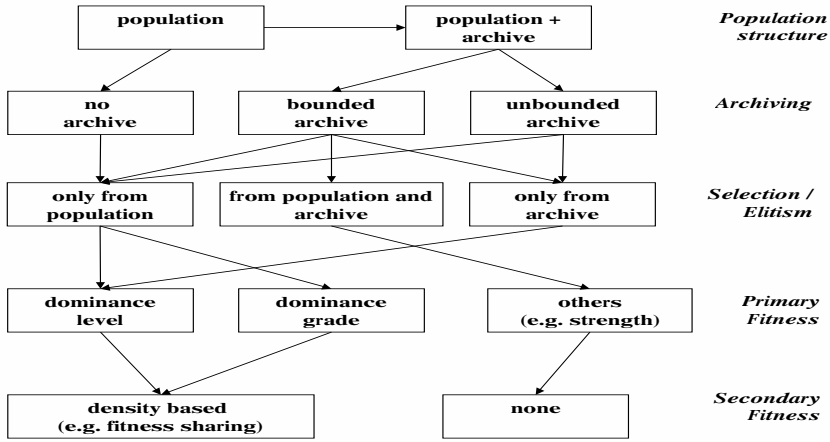 population
population +
archive
Population
structure
no
archive
bounded
archive
unbounded
archive
Archiving
only from
population
from population and
archive
only from
archive
Selection /
Elitism
dominance
level
dominance
grade
others
(e.g. strength)
Primary
Fitness
density based
(e.g. fitness sharing)
none
Secondary
Fitness